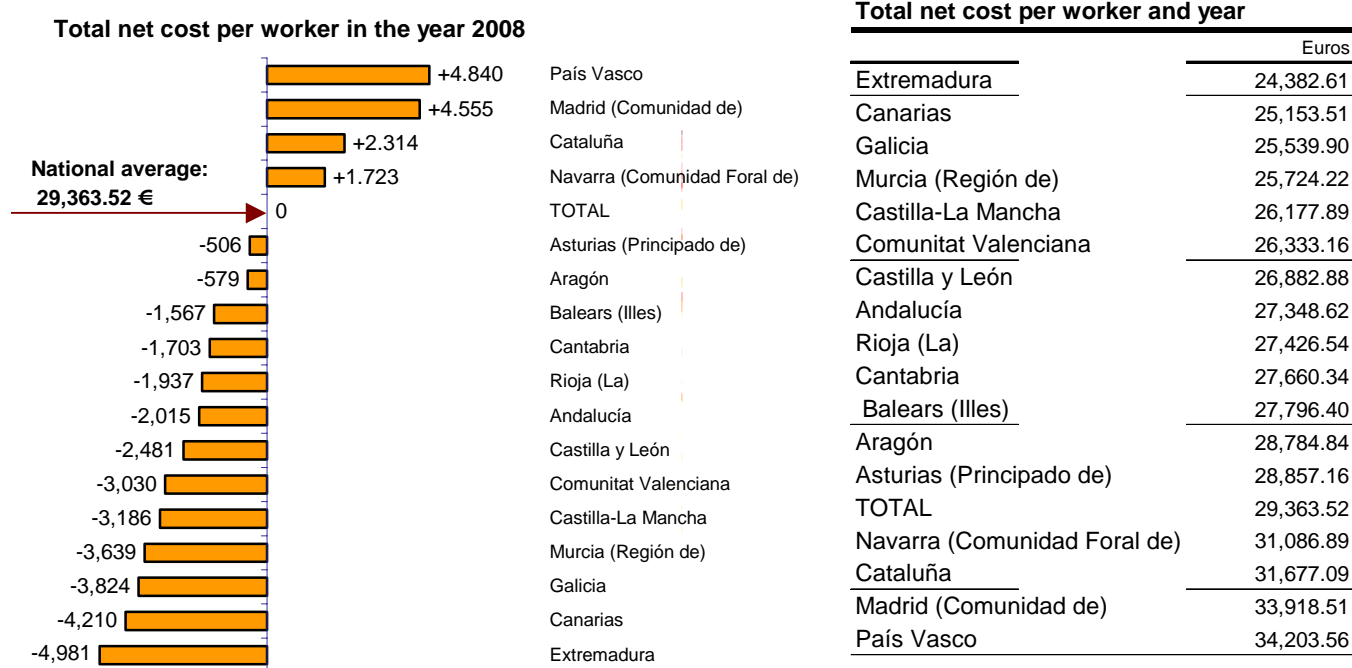 Total net cost per worker in the year 2008
+4.840 País Vasco
+4.555 Madrid (Comunidad de)
+2.314 Cataluña
+1.723 Navarra (Comunidad Foral de)
National average:
29,363.52 €
0 TOTAL
-506 Asturias (Principado de)
-579 Aragón
-1,567 Balears (Illes)
-1,703 Cantabria
-1,937 Rioja (La)
-2,015 Andalucía
-2,481 Castilla y León
-3,030 Comunitat Valenciana
-3,186 Castilla-La Mancha
-3,639 Murcia (Región de)
-3,824 Galicia
-4,210 Canarias
-4,981 Extremadura
Total net cost per worker and year
Euros
Extremadura 24,382.61
Canarias 25,153.51
Galicia 25,539.90
Murcia (Región de) 25,724.22
Castilla-La Mancha 26,177.89
Comunitat Valenciana 26,333.16
Castilla y León 26,882.88
Andalucía 27,348.62
Rioja (La) 27,426.54
Cantabria 27,660.34
Balears (Illes) 27,796.40
Aragón 28,784.84
Asturias (Principado de) 28,857.16
TOTAL 29,363.52
Navarra (Comunidad Foral de) 31,086.89
Cataluña 31,677.09
Madrid (Comunidad de) 33,918.51
País Vasco 34,203.56